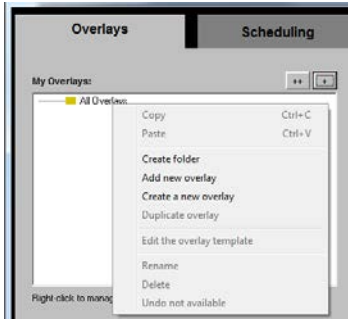 Overlays
Scheduling
My Overlays:
++
+
All Overlays
Copy Ctrl+C
Paste Ctrl+V
Create folder
Add new overlay
Create a new overlay
Duplicate overlay
Edit the overlay template
Rename
Delete
Undo not available
Right-click to manag